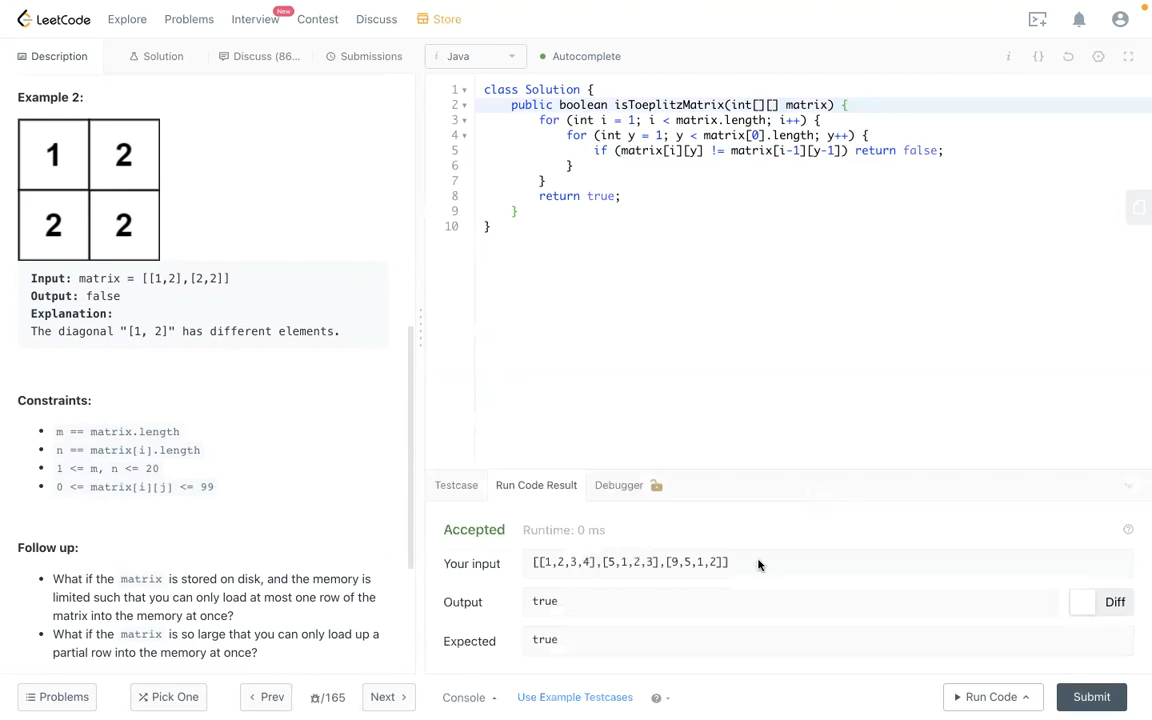 LeetCode Explore Problems Interview New Contest Discuss Store
Description Solution Discuss (86... Submissions
i Java Autocomplete i {}
Example 2:
1 2
2 2
Input: matrix = [[1,2],[2,2]]
Output: false
Explanation:
The diagonal "[1, 2]" has different elements.
Constraints:
m == matrix.length
n == matrix[i].length
1 <= m, n <= 20
0 <= matrix[i][j] <= 99
Follow up:
What if the matrix is stored on disk, and the memory is
limited such that you can only load at most one row of the
matrix into the memory at once?
What if the matrix is so large that you can only load up a
partial row into the memory at once?
1 class Solution {
2 public boolean isToeplitzMatrix(int[][] matrix) {
3 for (int i = 1; i < matrix.length; i++) {
4 for (int y = 1; y < matrix[0].length; y++) {
5 if (matrix[i][y] != matrix[i-1][y-1]) return false;
6 }
7 }
8 return true;
9 }
10 }
Testcase Run Code Result Debugger
Accepted Runtime: 0 ms
Your input [[1,2,3,4],[5,1,2,3],[9,5,1,2]]
Output true Diff
Expected true
Problems Pick One < Prev /165 Next > Console Use Example Testcases Run Code Submit